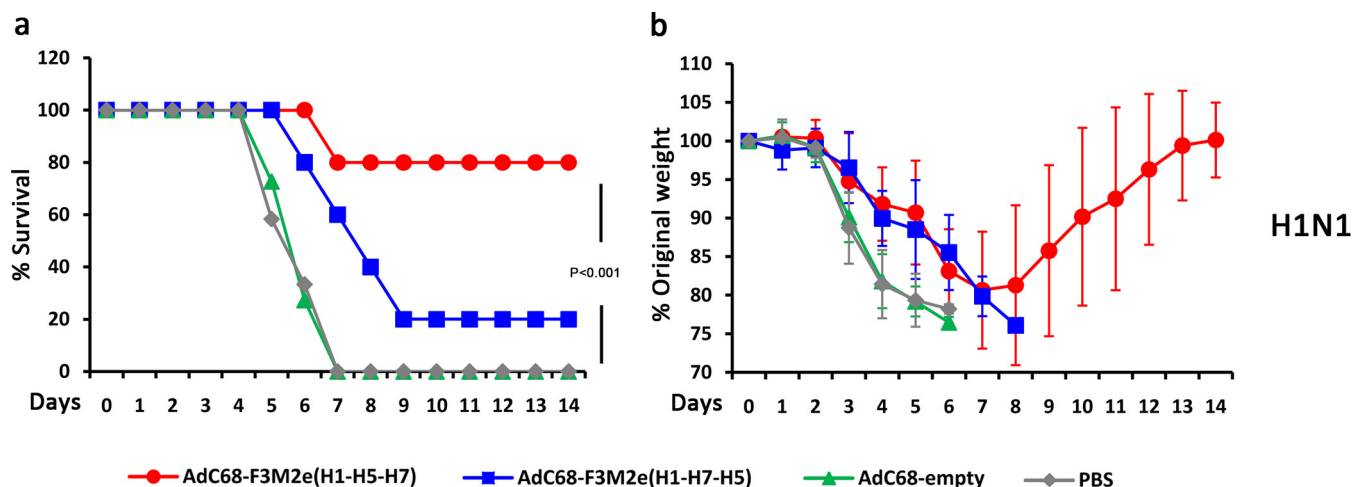 a
120
100
80
60
40
20
0
% Survival
Days 0 1 2 3 4 5 6 7 8 9 10 11 12 13 14
P<0.001
b
110
105
100
95
90
85
80
75
70
% Original weight
Days 0 1 2 3 4 5 6 7 8 9 10 11 12 13 14
H1N1
AdC68-F3M2e(H1-H5-H7) AdC68-F3M2e(H1-H7-H5) AdC68-empty PBS